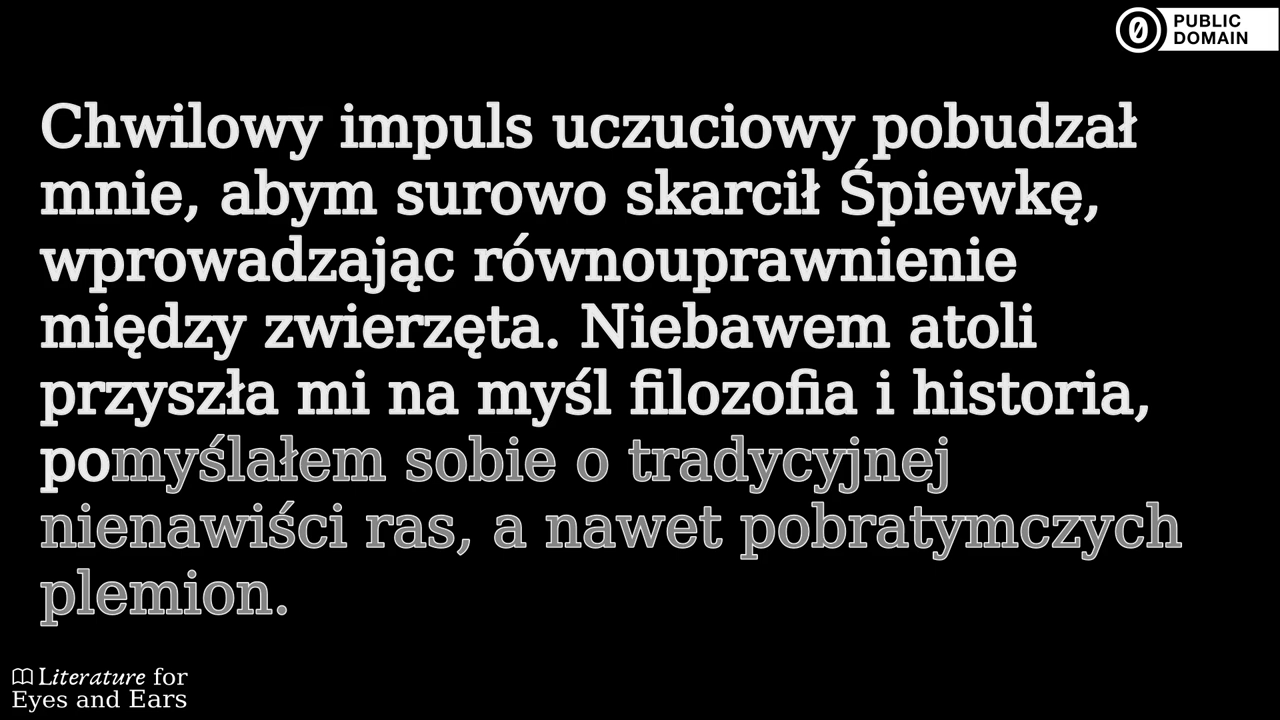 PUBLIC
DOMAIN
Chwilowy impuls uczuciowy pobudzał
mnie, abym surowo skarcił Śpiewkę,
wprowadzając równouprawnienie
między zwierzęta. Niebawem atoli
przyszła mi na myśl filozofia i historia,
pomyślałem sobie o tradycyjnej
nienawiści ras, a nawet pobratymczych
plemion.
Literature for
Eyes and Ears